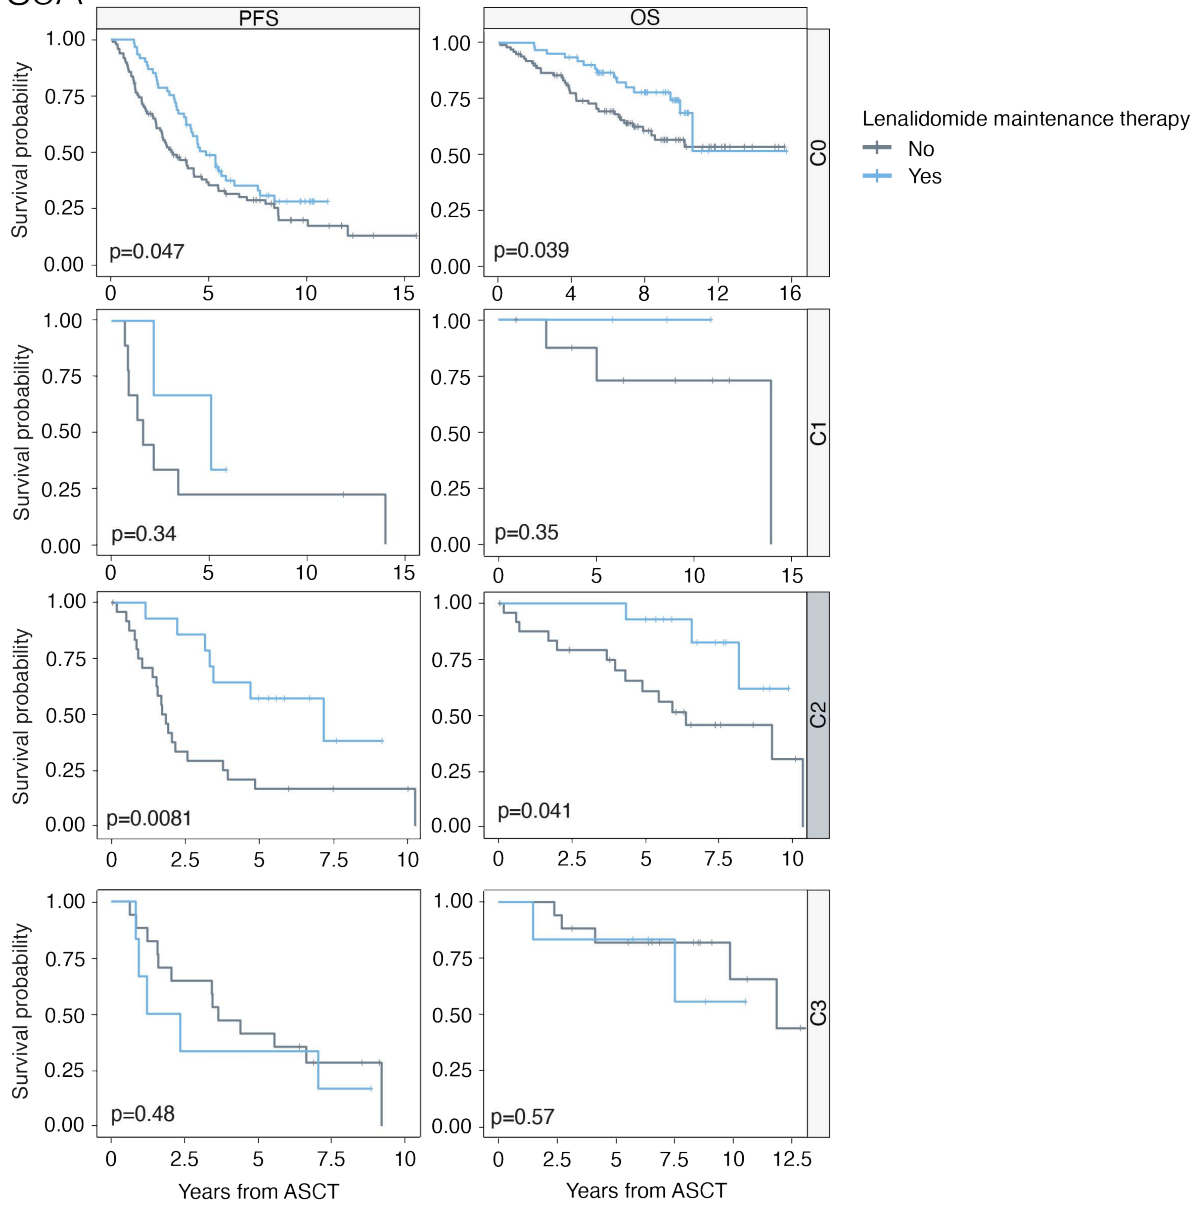 PFS
OS
1.00
0.75
0.50
0.25
0.00
Survival probability
p=0.047
0 5 10 15
1.00
0.75
0.50
0.25
0.00
p=0.039
0 4 8 12 16
C0
Lenalidomide maintenance therapy
No
Yes
1.00
0.75
0.50
0.25
0.00
Survival probability
p=0.34
0 5 10 15
1.00
0.75
0.50
0.25
0.00
p=0.35
0 5 10 15
C1
1.00
0.75
0.50
0.25
0.00
Survival probability
p=0.0081
0 2.5 5 7.5 10
1.00
0.75
0.50
0.25
0.00
p=0.041
0 2.5 5 7.5 10
C2
1.00
0.75
0.50
0.25
0.00
Survival probability
p=0.48
0 2.5 5 7.5 10
Years from ASCT
1.00
0.75
0.50
0.25
0.00
p=0.57
0 2.5 5 7.5 10 12.5
Years from ASCT
C3